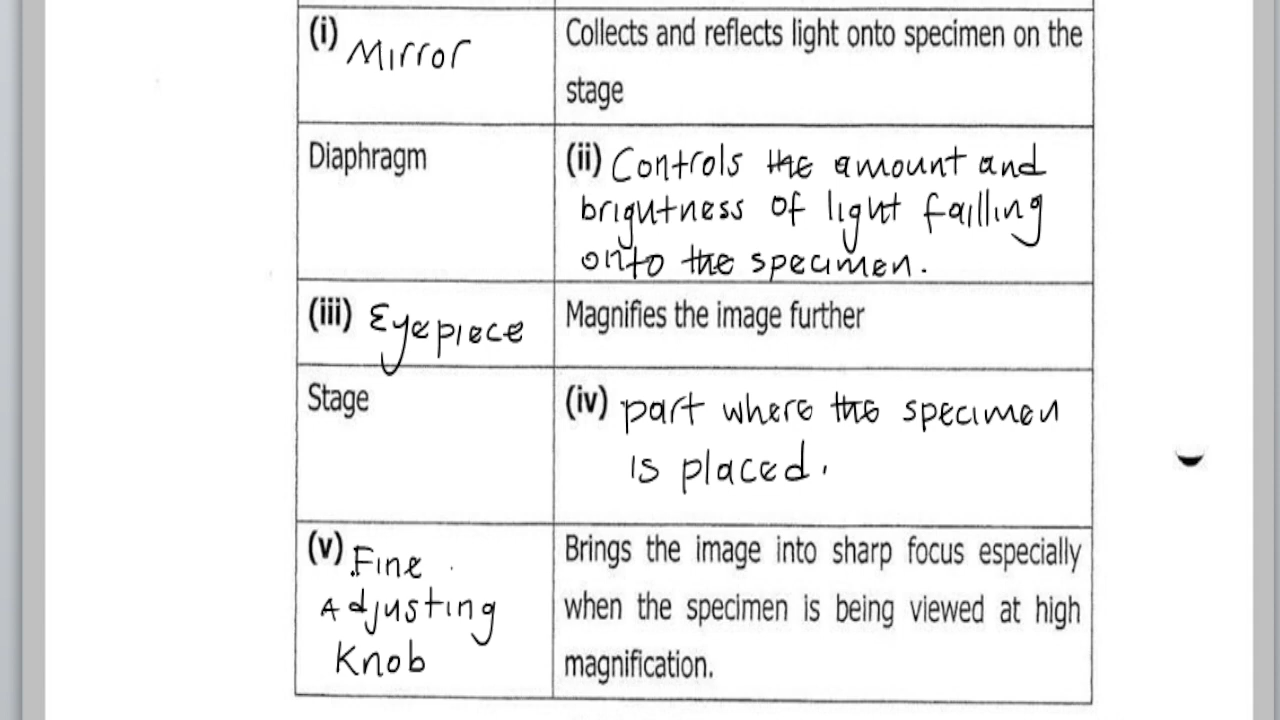 (i) Mirror
Collects and reflects light onto specimen on the
stage
Diaphragm
(ii) Controls the amount and
brightness of light failling
onto the specimen.
(iii) Eyepiece
Magnifies the image further
Stage
(iv) part where the specimen
is placed.
(v) Fine
Adjusting
Knob
Brings the image into sharp focus especially
when the specimen is being viewed at high
magnification.